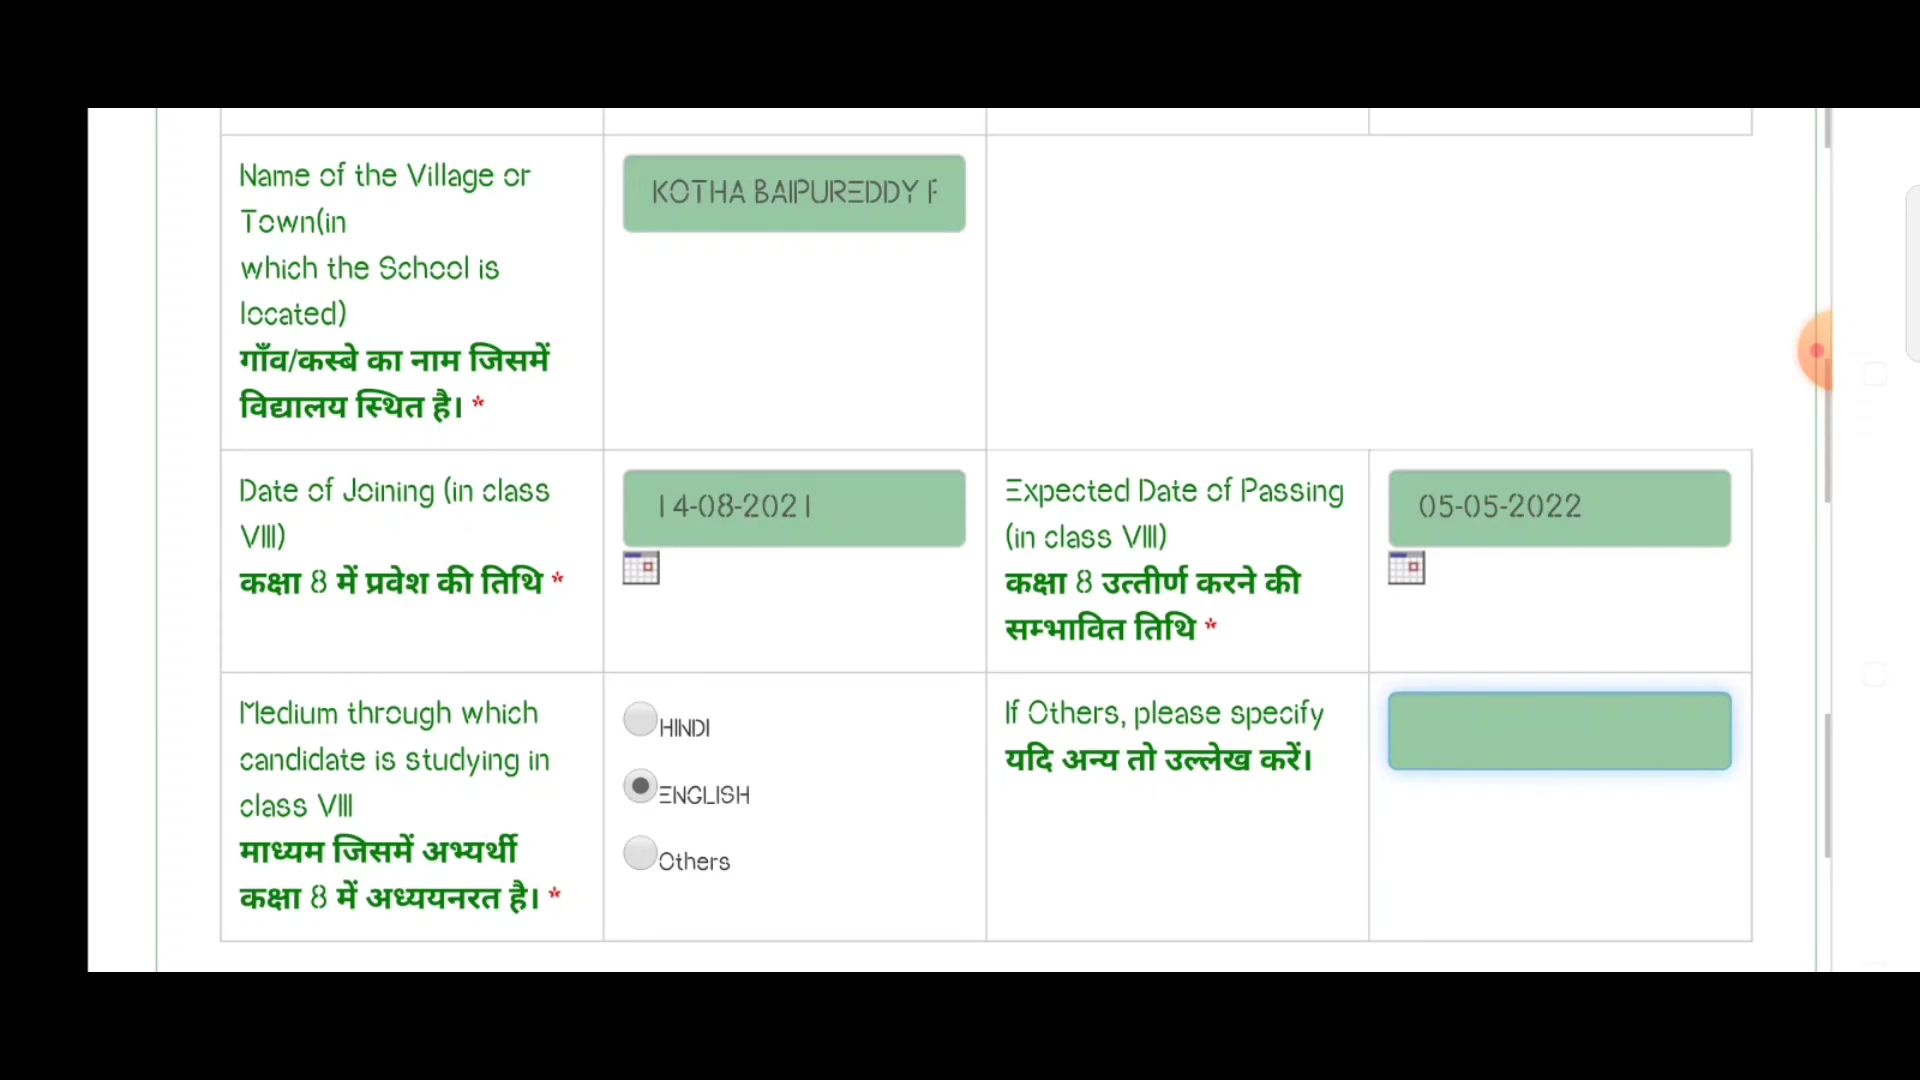 Name of the Village or
Town(in
which the School is
located)
गाँव/कस्बे का नाम जिसमें
विद्यालय स्थित है। *
KOTHA BAIPUREDDY
Date of Joining (in class
VIII)
कक्षा 8 में प्रवेश की तिथि *
14-08-2021
Expected Date of Passing
(in class VIII)
कक्षा 8 उत्तीर्ण करने की
सम्भावित तिथि *
05-05-2022
Medium through which
candidate is studying in
class VIII
माध्यम जिसमें अभ्यर्थी
कक्षा 8 में अध्ययनरत है। *
HINDI
ENGLISH
Others
If Others, please specify
यदि अन्य तो उल्लेख करें।